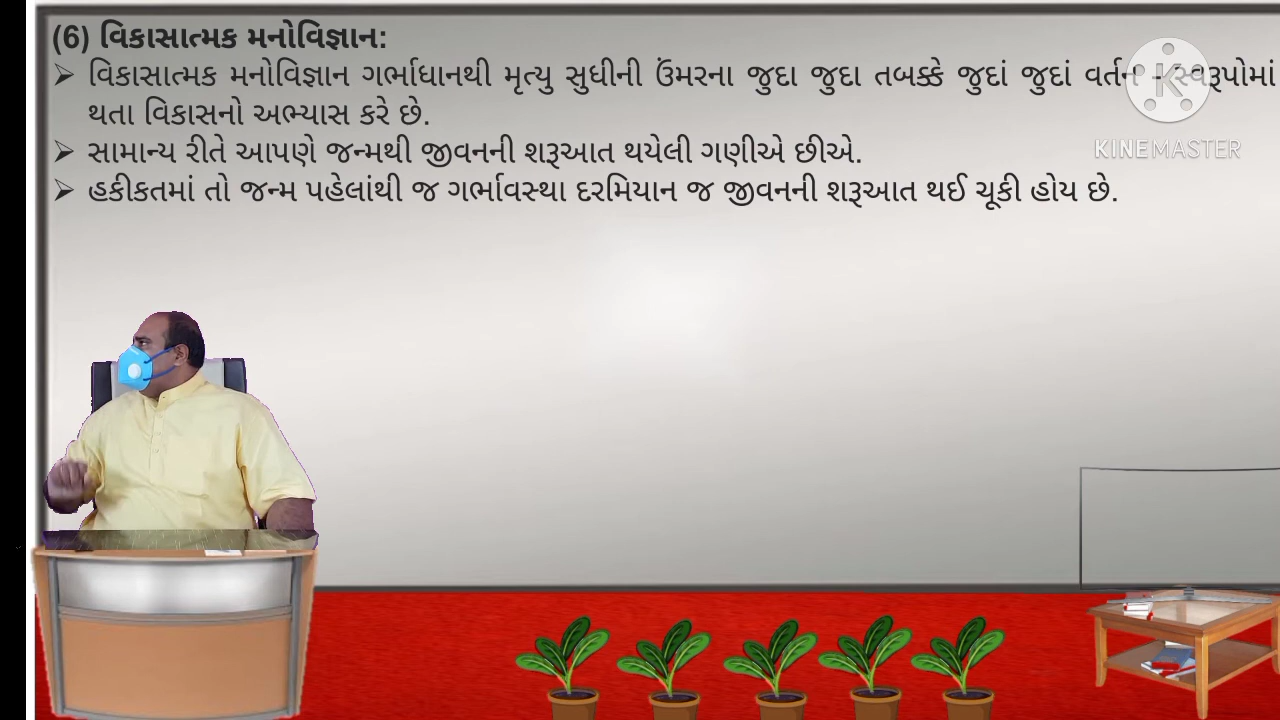 (6) વિકાસાત્મક મનોવિજ્ઞાન:
➢ વિકાસાત્મક મનોવિજ્ઞાન ગર્ભાધાનથી મૃત્યુ સુધીની ઉંમરના જુદા જુદા તબક્કે જુદાં જુદાં વર્તન - સ્વરૂપોમાં
થતા વિકાસનો અભ્યાસ કરે છે.
➢ સામાન્ય રીતે આપણે જન્મથી જીવનની શરૂઆત થયેલી ગણીએ છીએ.
➢ હકીકતમાં તો જન્મ પહેલાંથી જ ગર્ભાવસ્થા દરમિયાન જ જીવનની શરૂઆત થઈ ચૂકી હોય છે.
K
KINEMASTER